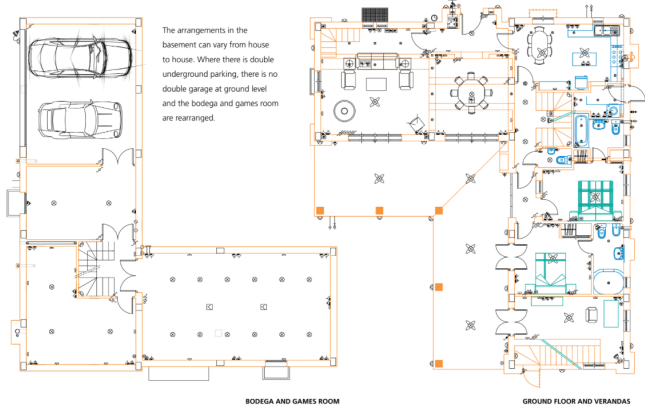 The arrangements in the
basement can vary from house
to house. Where there is double
underground parking, there is no
double garage at ground level
and the bodega and games room
are rearranged.
BODEGA AND GAMES ROOM
GROUND FLOOR AND VERANDAS